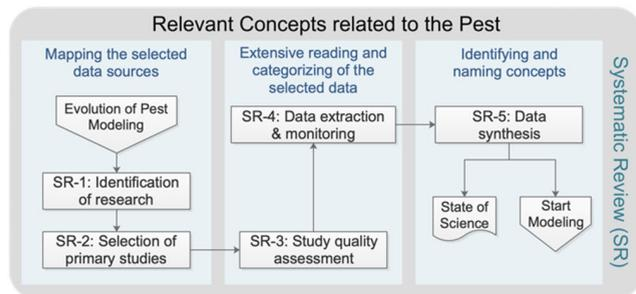 Relevant Concepts related to the Pest
Mapping the selected
data sources
Evolution of Pest
Modeling
SR-1: Identification
of research
SR-2: Selection of
primary studies
Extensive reading and
categorizing of the
selected data
SR-4: Data extraction
& monitoring
SR-3: Study quality
assessment
Identifying and
naming concepts
SR-5: Data
synthesis
State of
Science
Start
Modeling
Systematic Review (SR)